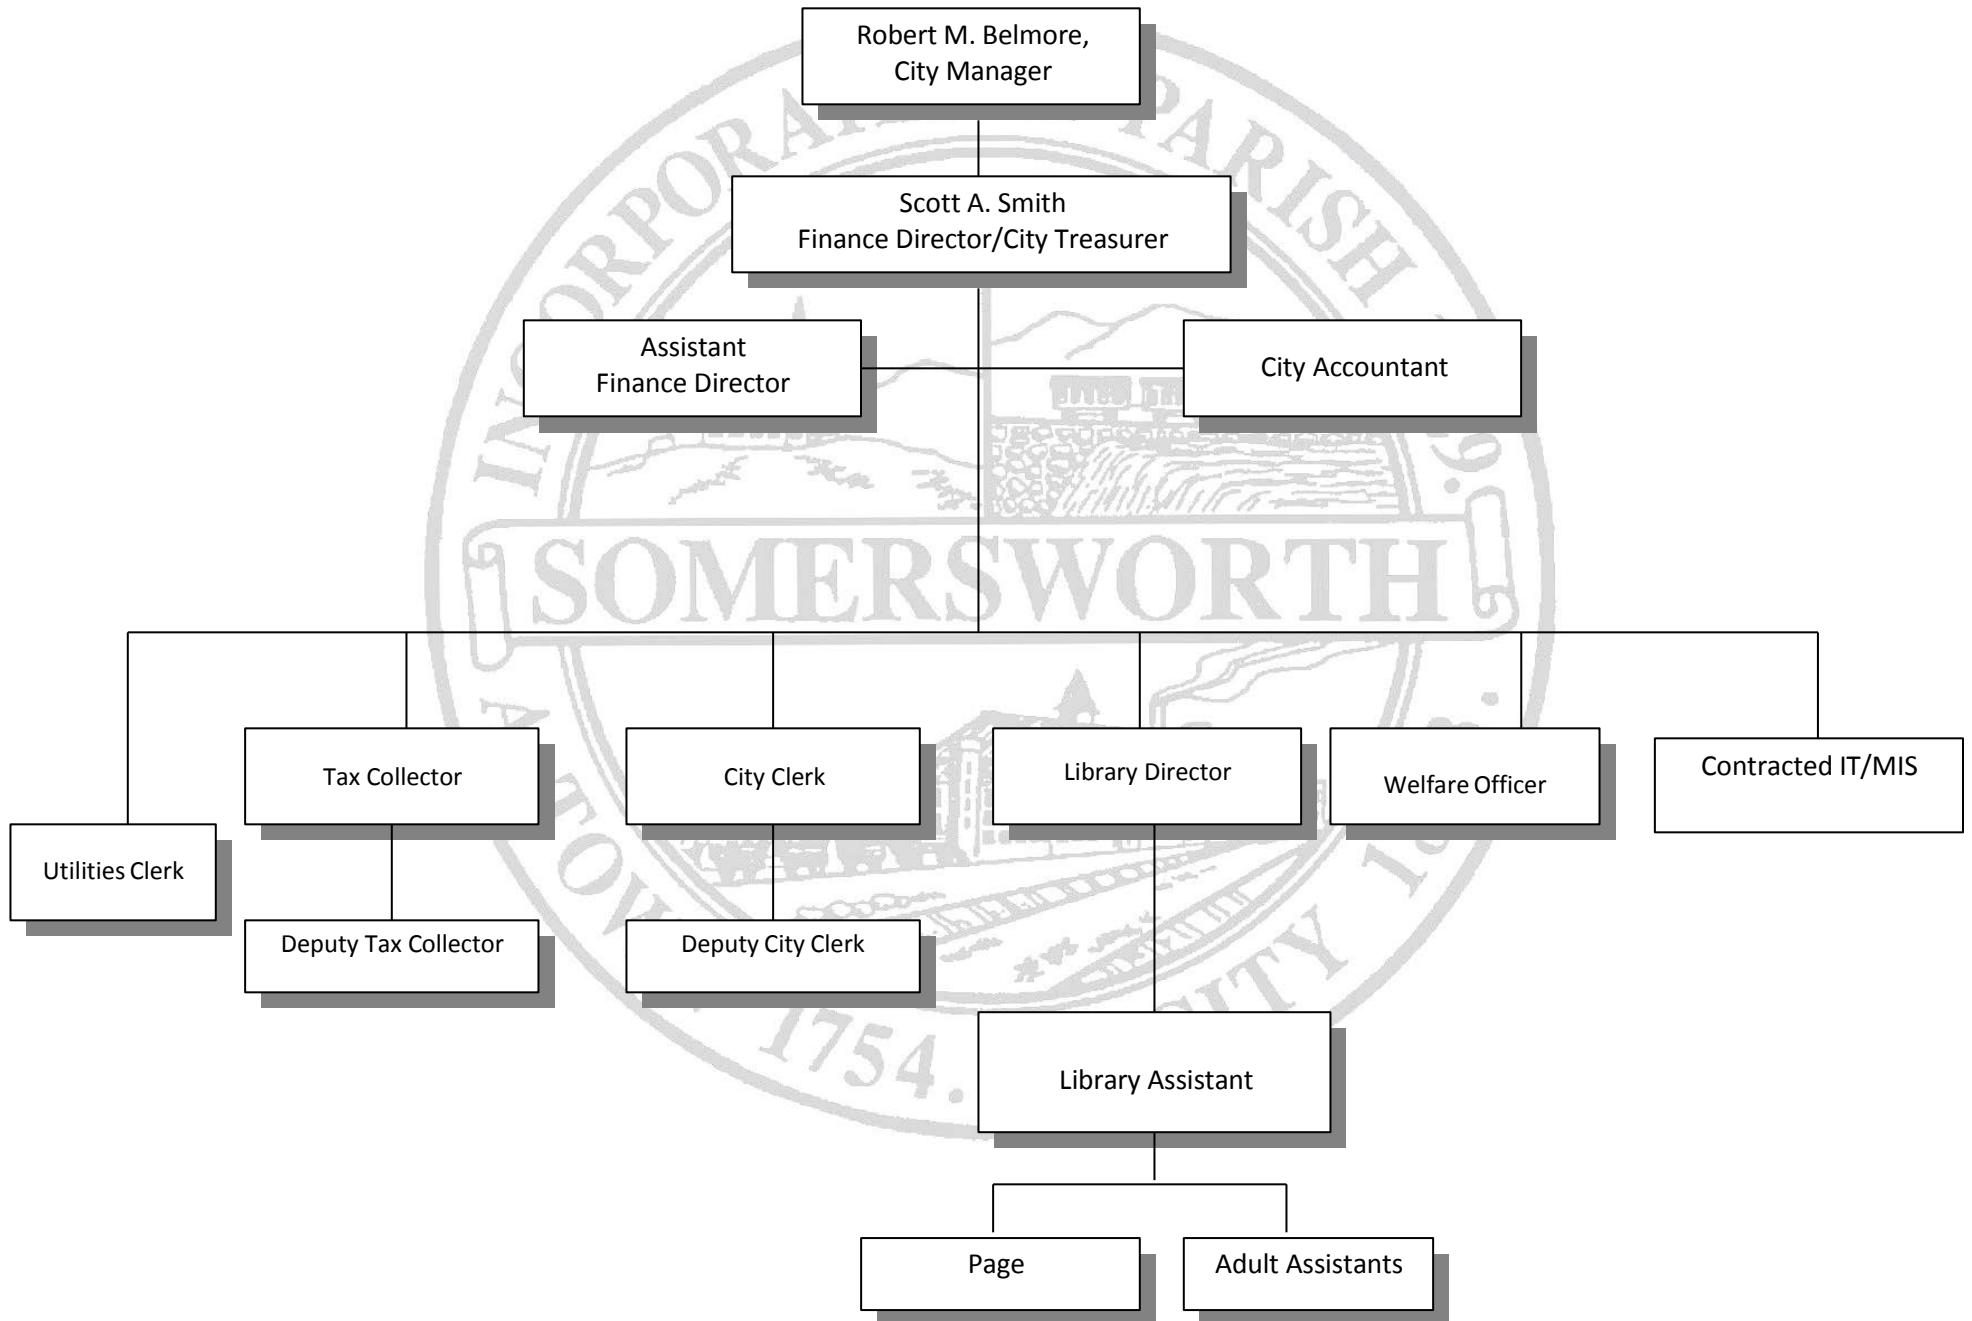 Robert M. Belmore,
City Manager
Scott A. Smith
Finance Director/City Treasurer
Assistant
Finance Director
City Accountant
SOMERSWORTH
Tax Collector
City Clerk
Library Director
Welfare Officer
Contracted IT/MIS
Utilities Clerk
Deputy Tax Collector
Deputy City Clerk
1754.
CITY
Library Assistant
Page
Adult Assistants
PARISH